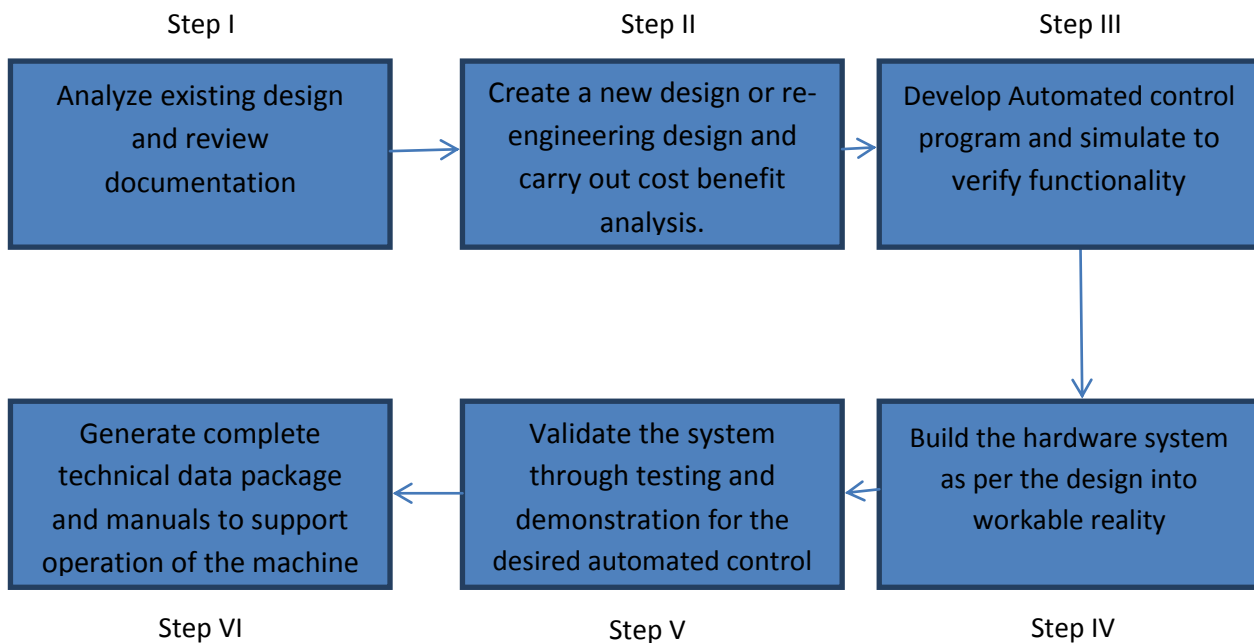 Step I
Step II
Step III
Analyze existing design
and review
documentation
Create a new design or re-
engineering design and
carry out cost benefit
analysis.
Develop Automated control
program and simulate to
verify functionality
Generate complete
technical data package
and manuals to support
operation of the machine
Validate the system
through testing and
demonstration for the
desired automated control
Build the hardware system
as per the design into
workable reality
Step VI
Step V
Step IV